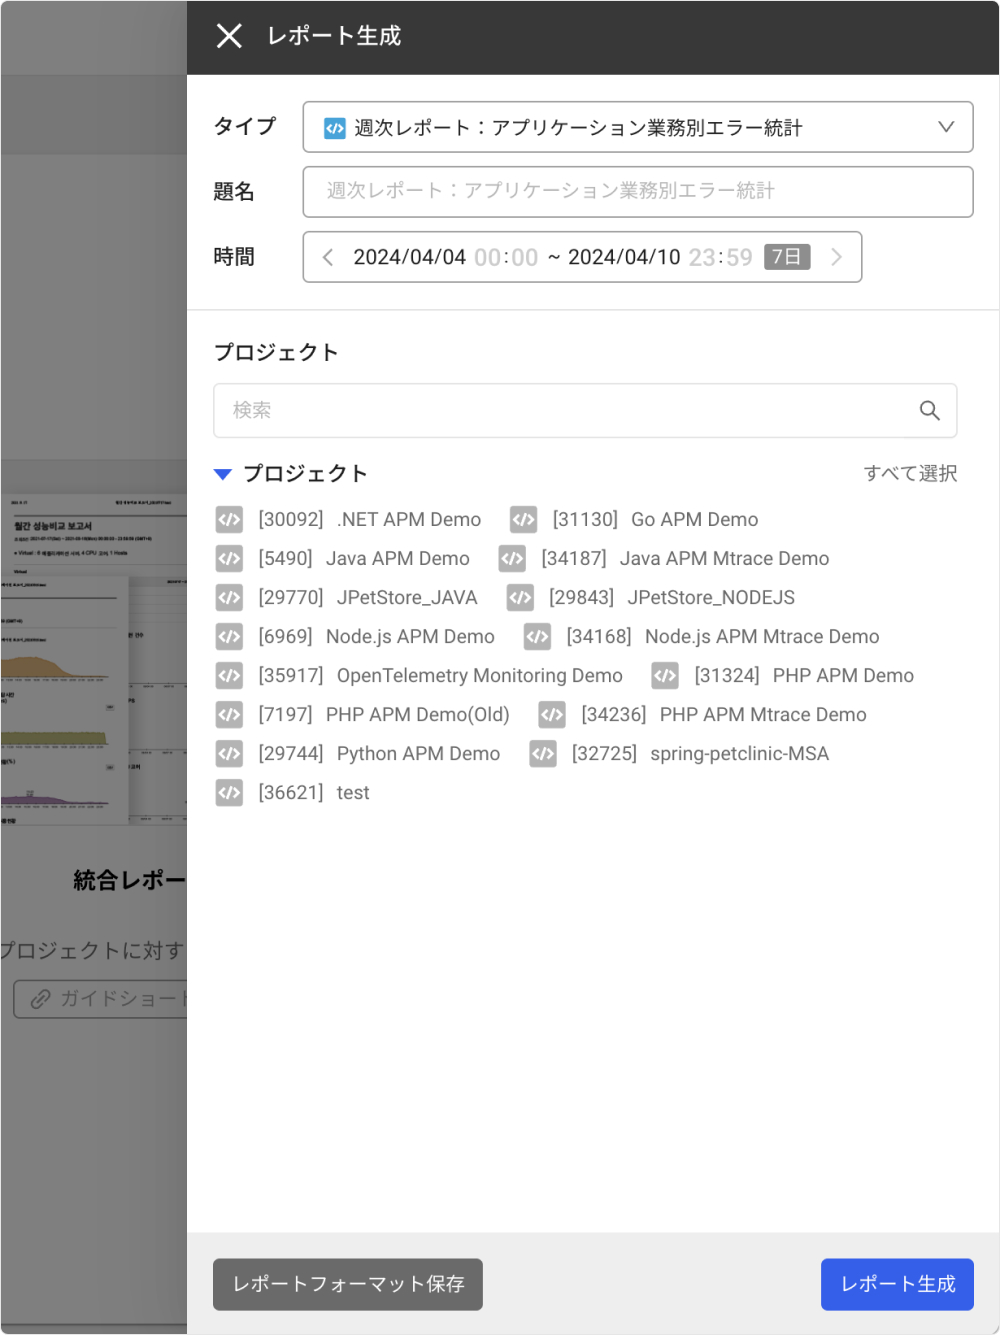 レポート生成
タイプ
週次レポート：アプリケーション業務別エラー統計
題名
週次レポート：アプリケーション業務別エラー統計
時間
2024/04/04 00:00 ~ 2024/04/10 23:59 7日
プロジェクト
検索
プロジェクト
すべて選択
[30092] .NET APM Demo [31130] Go APM Demo
[5490] Java APM Demo [34187] Java APM Mtrace Demo
[29770] JPetStore_JAVA [29843] JPetStore_NODEJS
[6969] Node.js APM Demo [34168] Node.js APM Mtrace Demo
[35917] OpenTelemetry Monitoring Demo [31324] PHP APM Demo
[7197] PHP APM Demo(Old) [34236] PHP APM Mtrace Demo
[29744] Python APM Demo [32725] spring-petclinic-MSA
[36621] test
월간 성능비교 보고서
統合レポー
プロジェクトに対す
ガイドショート
レポートフォーマット保存
レポート生成